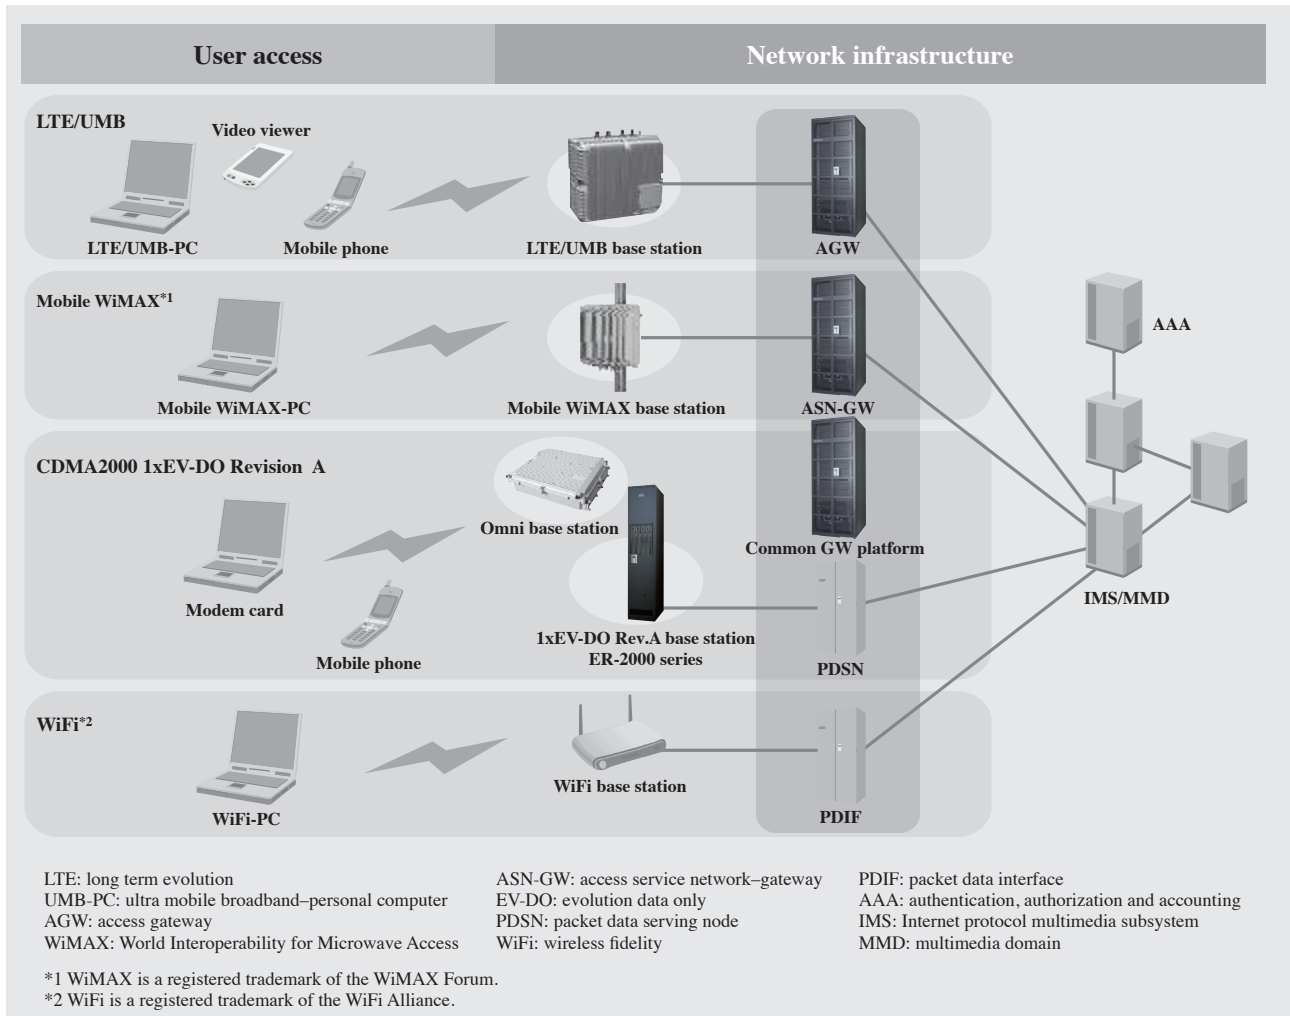 User access
Network infrastructure
LTE/UMB
Video viewer
LTE/UMB-PC
Mobile phone
LTE/UMB base station
AGW
Mobile WiMAX*1
Mobile WiMAX-PC
Mobile WiMAX base station
ASN-GW
AAA
CDMA2000 1xEV-DO Revision A
Omni base station
Common GW platform
Modem card
Mobile phone
1xEV-DO Rev.A base station
ER-2000 series
PDSN
IMS/MMD
WiFi*2
WiFi-PC
WiFi base station
PDIF
LTE: long term evolution
UMB-PC: ultra mobile broadband–personal computer
AGW: access gateway
WiMAX: World Interoperability for Microwave Access
ASN-GW: access service network–gateway
EV-DO: evolution data only
PDSN: packet data serving node
WiFi: wireless fidelity
PDIF: packet data interface
AAA: authentication, authorization and accounting
IMS: Internet protocol multimedia subsystem
MMD: multimedia domain
*1 WiMAX is a registered trademark of the WiMAX Forum.
*2 WiFi is a registered trademark of the WiFi Alliance.